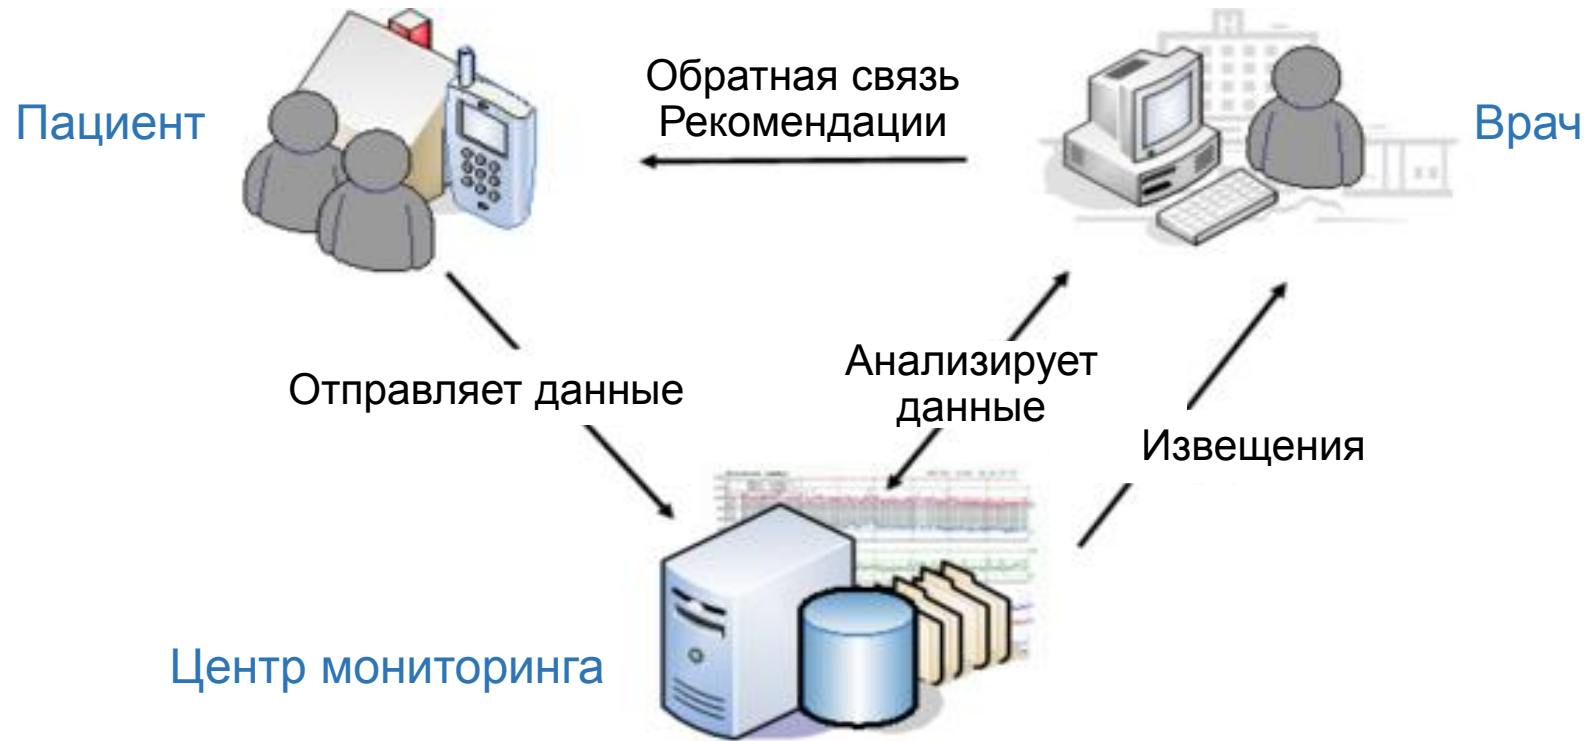 Обратная связь
Рекомендации
Пациент
Врач
Анализирует
данные
Отправляет данные
Извещения
Центр мониторинга